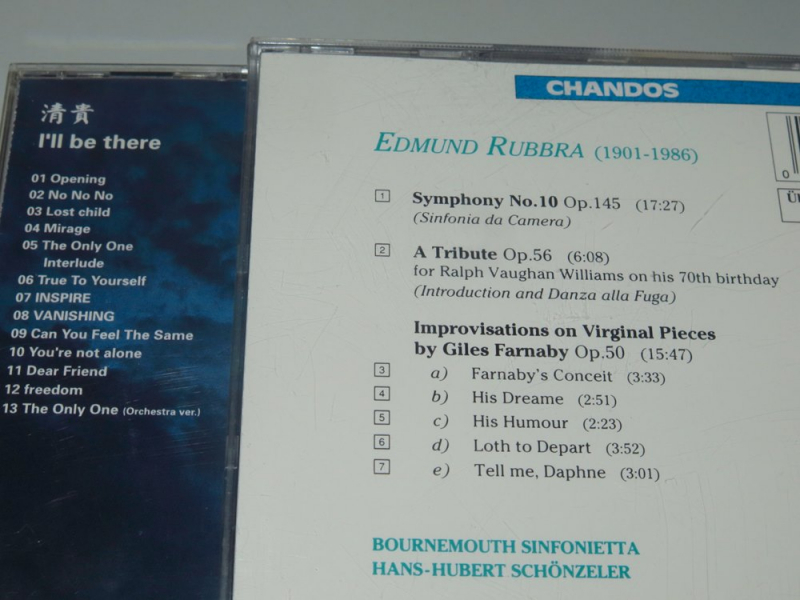 清貴
I'll be there
01 Opening
02 No No No
03 Lost child
04 Mirage
05 The Only One
Interlude
06 True To Yourself
07 INSPIRE
08 VANISHING
09 Can You Feel The Same
10 You're not alone
11 Dear Friend
12 freedom
13 The Only One (Orchestra ver.)
CHANDOS
EDMUND RUBBRA (1901-1986)
0
1 Symphony No.10 Op.145 (17:27)
(Sinfonia da Camera)
2 A Tribute Op.56 (6:08)
for Ralph Vaughan Williams on his 70th birthday
(Introduction and Danza alla Fuga)
Improvisations on Virginal Pieces
by Giles Farnaby Op.50 (15:47)
3 a) Farnaby's Conceit (3:33)
4 b) His Dreame (2:51)
5 c) His Humour (2:23)
6 d) Loth to Depart (3:52)
7 e) Tell me, Daphne (3:01)
BOURNEMOUTH SINFONIETTA
HANS-HUBERT SCHÖNZELER